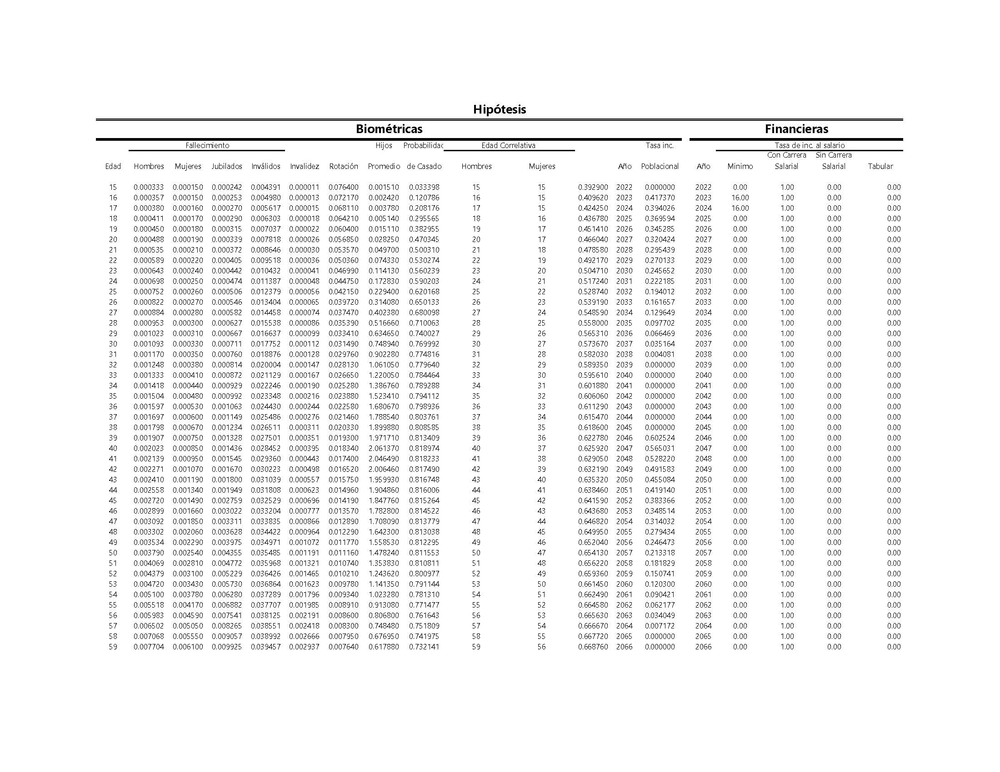 Hipótesis
Biométricas Financieras
Fallecimiento Hijos Probabilidad Edad Correlativa Tasa inc. Tasa de inc. al salario
Con Carrera Sin Carrera
Edad Hombres Mujeres Jubilados Inválidos Invalidez Rotación Promedio de Casado Hombres Mujeres Año Poblacional Año Minimo Salarial Salarial Tabular
15 0.000333 0.000150 0.000242 0.004391 0.000011 0.076400 0.001510 0.033398 15 15 0.392900 2022 0.000000 2022 0.00 1.00 0.00 0.00
16 0.000357 0.000150 0.000253 0.004980 0.000013 0.072170 0.002420 0.120786 16 15 0.409620 2023 0.417370 2023 16.00 1.00 0.00 0.00
17 0.000380 0.000160 0.000270 0.005617 0.000015 0.068110 0.003780 0.208176 17 15 0.424250 2024 0.394026 2024 16.00 1.00 0.00 0.00
18 0.000411 0.000170 0.000290 0.006303 0.000018 0.064210 0.005140 0.295565 18 16 0.436780 2025 0.369594 2025 0.00 1.00 0.00 0.00
19 0.000450 0.000180 0.000315 0.007037 0.000022 0.060400 0.015110 0.382955 19 17 0.451410 2026 0.345285 2026 0.00 1.00 0.00 0.00
20 0.000488 0.000190 0.000339 0.007818 0.000026 0.056850 0.028250 0.470345 20 17 0.466040 2027 0.320424 2027 0.00 1.00 0.00 0.00
21 0.000535 0.000210 0.000372 0.008646 0.000030 0.053570 0.049700 0.500310 21 18 0.478580 2028 0.295439 2028 0.00 1.00 0.00 0.00
22 0.000589 0.000220 0.000405 0.009518 0.000036 0.050360 0.074330 0.530274 22 19 0.492170 2029 0.270133 2029 0.00 1.00 0.00 0.00
23 0.000643 0.000240 0.000442 0.010432 0.000041 0.046990 0.114130 0.560239 23 20 0.504710 2030 0.245652 2030 0.00 1.00 0.00 0.00
24 0.000698 0.000250 0.000474 0.011387 0.000048 0.044750 0.172830 0.590203 24 21 0.517240 2031 0.222185 2031 0.00 1.00 0.00 0.00
25 0.000752 0.000260 0.000506 0.012379 0.000056 0.042150 0.229400 0.620168 25 22 0.528740 2032 0.194012 2032 0.00 1.00 0.00 0.00
26 0.000822 0.000270 0.000546 0.013404 0.000065 0.039720 0.314080 0.650133 26 23 0.539190 2033 0.161657 2033 0.00 1.00 0.00 0.00
27 0.000884 0.000280 0.000582 0.014458 0.000074 0.037470 0.402380 0.680098 27 24 0.548590 2034 0.129649 2034 0.00 1.00 0.00 0.00
28 0.000953 0.000300 0.000627 0.015538 0.000086 0.035390 0.516660 0.710063 28 25 0.558000 2035 0.097702 2035 0.00 1.00 0.00 0.00
29 0.001023 0.000310 0.000667 0.016637 0.000099 0.033410 0.634650 0.740027 29 26 0.565310 2036 0.066469 2036 0.00 1.00 0.00 0.00
30 0.001093 0.000330 0.000711 0.017752 0.000112 0.031490 0.748940 0.769992 30 27 0.573670 2037 0.035164 2037 0.00 1.00 0.00 0.00
31 0.001170 0.000350 0.000760 0.018876 0.000128 0.029760 0.902280 0.774816 31 28 0.582030 2038 0.004081 2038 0.00 1.00 0.00 0.00
32 0.001248 0.000380 0.000814 0.020004 0.000147 0.028130 1.061050 0.779640 32 29 0.589350 2039 0.000000 2039 0.00 1.00 0.00 0.00
33 0.001333 0.000410 0.000872 0.021129 0.000167 0.026650 1.220050 0.784464 33 30 0.595610 2040 0.000000 2040 0.00 1.00 0.00 0.00
34 0.001418 0.000440 0.000929 0.022246 0.000190 0.025280 1.386760 0.789288 34 31 0.601880 2041 0.000000 2041 0.00 1.00 0.00 0.00
35 0.001504 0.000480 0.000992 0.023348 0.000216 0.023880 1.523410 0.794112 35 32 0.606060 2042 0.000000 2042 0.00 1.00 0.00 0.00
36 0.001597 0.000530 0.001063 0.024430 0.000244 0.022580 1.680670 0.798936 36 33 0.611290 2043 0.000000 2043 0.00 1.00 0.00 0.00
37 0.001697 0.000600 0.001149 0.025486 0.000276 0.021460 1.788540 0.803761 37 34 0.615470 2044 0.000000 2044 0.00 1.00 0.00 0.00
38 0.001798 0.000670 0.001234 0.026511 0.000311 0.020330 1.899880 0.808585 38 35 0.618600 2045 0.000000 2045 0.00 1.00 0.00 0.00
39 0.001907 0.000750 0.001328 0.027501 0.000351 0.019300 1.971710 0.813409 39 36 0.622780 2046 0.602524 2046 0.00 1.00 0.00 0.00
40 0.002023 0.000850 0.001436 0.028452 0.000395 0.018340 2.061370 0.818974 40 37 0.625920 2047 0.565031 2047 0.00 1.00 0.00 0.00
41 0.002139 0.000950 0.001545 0.029360 0.000443 0.017400 2.046490 0.818233 41 38 0.629050 2048 0.528220 2048 0.00 1.00 0.00 0.00
42 0.002271 0.001070 0.001670 0.030223 0.000498 0.016520 2.006460 0.817490 42 39 0.632190 2049 0.491583 2049 0.00 1.00 0.00 0.00
43 0.002410 0.001190 0.001800 0.031039 0.000557 0.015750 1.959930 0.816748 43 40 0.635320 2050 0.455084 2050 0.00 1.00 0.00 0.00
44 0.002558 0.001340 0.001949 0.031808 0.000623 0.014960 1.904860 0.816006 44 41 0.638460 2051 0.419140 2051 0.00 1.00 0.00 0.00
45 0.002720 0.001490 0.002759 0.032529 0.000696 0.014190 1.847760 0.815264 45 42 0.641590 2052 0.383366 2052 0.00 1.00 0.00 0.00
46 0.002899 0.001660 0.003022 0.033204 0.000777 0.013570 1.782800 0.814522 46 43 0.643680 2053 0.348514 2053 0.00 1.00 0.00 0.00
47 0.003092 0.001850 0.003311 0.033835 0.000866 0.012890 1.708090 0.813779 47 44 0.646820 2054 0.314032 2054 0.00 1.00 0.00 0.00
48 0.003302 0.002060 0.003628 0.034422 0.000964 0.012290 1.642300 0.813038 48 45 0.649950 2055 0.279434 2055 0.00 1.00 0.00 0.00
49 0.003534 0.002290 0.003975 0.034971 0.001072 0.011770 1.558530 0.812295 49 46 0.652040 2056 0.246473 2056 0.00 1.00 0.00 0.00
50 0.003790 0.002540 0.004355 0.035485 0.001191 0.011160 1.478240 0.811553 50 47 0.654130 2057 0.213318 2057 0.00 1.00 0.00 0.00
51 0.004069 0.002810 0.004772 0.035968 0.001321 0.010740 1.353830 0.810811 51 48 0.656220 2058 0.181829 2058 0.00 1.00 0.00 0.00
52 0.004379 0.003100 0.005229 0.036426 0.001465 0.010210 1.243620 0.800977 52 49 0.659360 2059 0.150741 2059 0.00 1.00 0.00 0.00
53 0.004720 0.003430 0.005730 0.036864 0.001623 0.009780 1.141350 0.791144 53 50 0.661450 2060 0.120300 2060 0.00 1.00 0.00 0.00
54 0.005100 0.003780 0.006280 0.037289 0.001796 0.009340 1.023280 0.781310 54 51 0.662490 2061 0.090421 2061 0.00 1.00 0.00 0.00
55 0.005518 0.004170 0.006882 0.037707 0.001985 0.008910 0.913080 0.771477 55 52 0.664580 2062 0.062177 2062 0.00 1.00 0.00 0.00
56 0.005983 0.004590 0.007541 0.038125 0.002191 0.008600 0.806800 0.761643 56 53 0.665630 2063 0.034049 2063 0.00 1.00 0.00 0.00
57 0.006502 0.005050 0.008265 0.038551 0.002418 0.008300 0.748480 0.751809 57 54 0.666670 2064 0.007172 2064 0.00 1.00 0.00 0.00
58 0.007068 0.005550 0.009057 0.038992 0.002666 0.007950 0.676950 0.741975 58 55 0.667720 2065 0.000000 2065 0.00 1.00 0.00 0.00
59 0.007704 0.006100 0.009925 0.039457 0.002937 0.007640 0.617880 0.732141 59 56 0.668760 2066 0.000000 2066 0.00 1.00 0.00 0.00